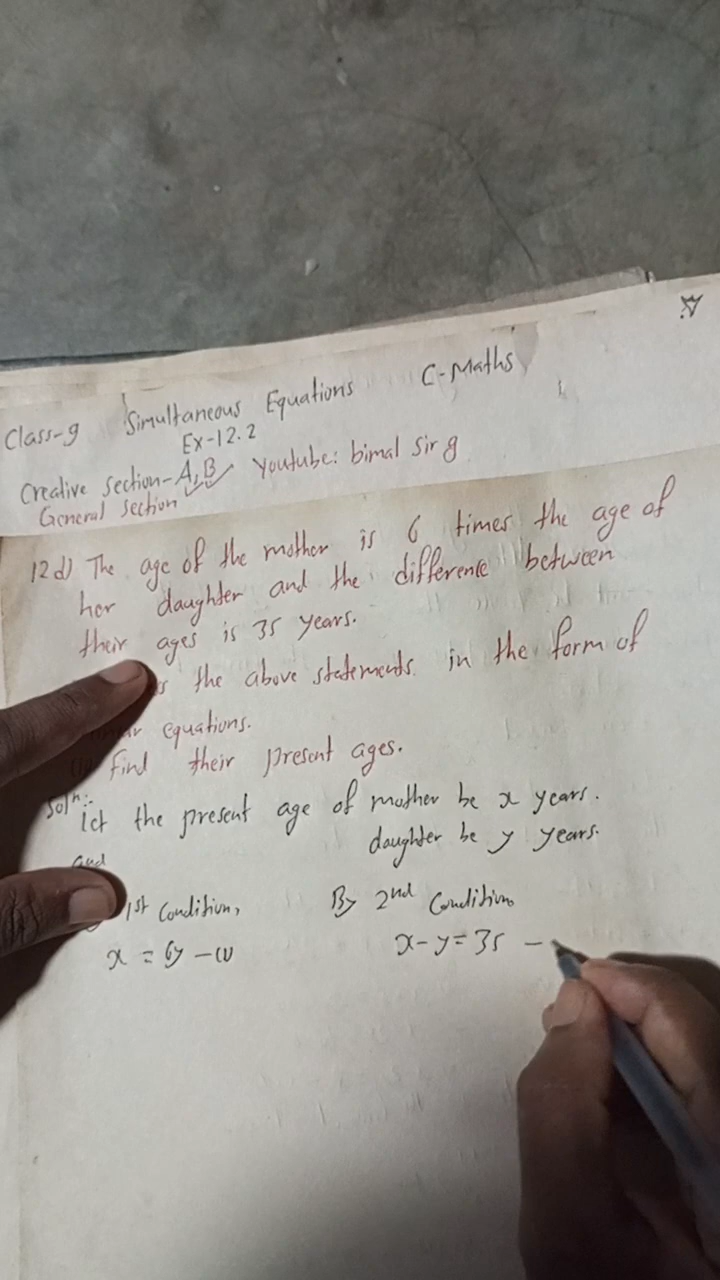 Class-9 Simultaneous Equations C-Maths
Ex-12.2
Creative Section-A,B Youtube: bimal sir g
General Section
12d) The age of the mother is 6 times the age of
her daughter and the difference between
their ages is 35 years.
the above statements in the form of
equations.
Find their present ages.
Soln:-
let the present age of mother be x years.
and daughter be y years.
1st Condition, By 2nd Condition,
x = 6y -(i) x-y=35 -